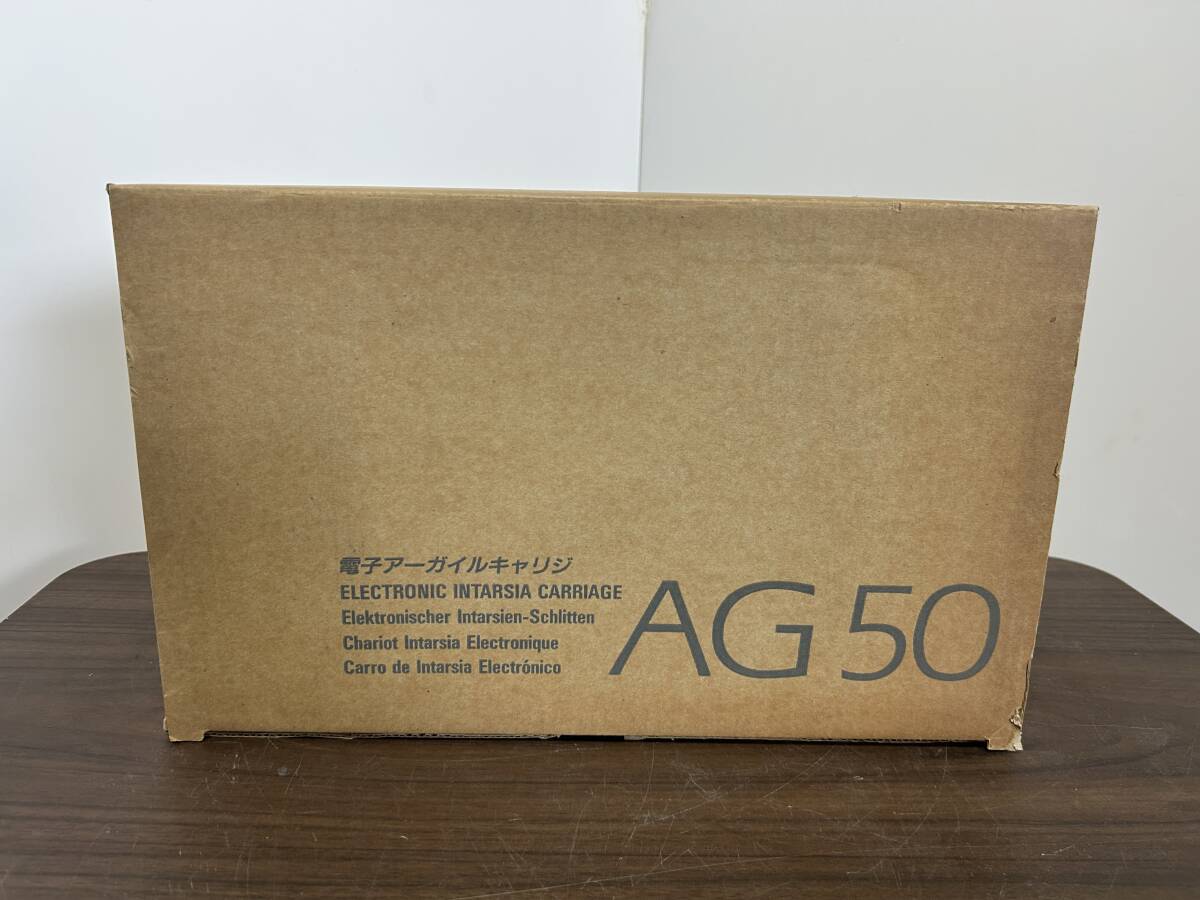 電子アーガイルキャリジ
ELECTRONIC INTARSIA CARRIAGE
Elektronischer Intarsien-Schlitten
Chariot Intarsia Electronique
Carro de Intarsia Electrónico
AG 50